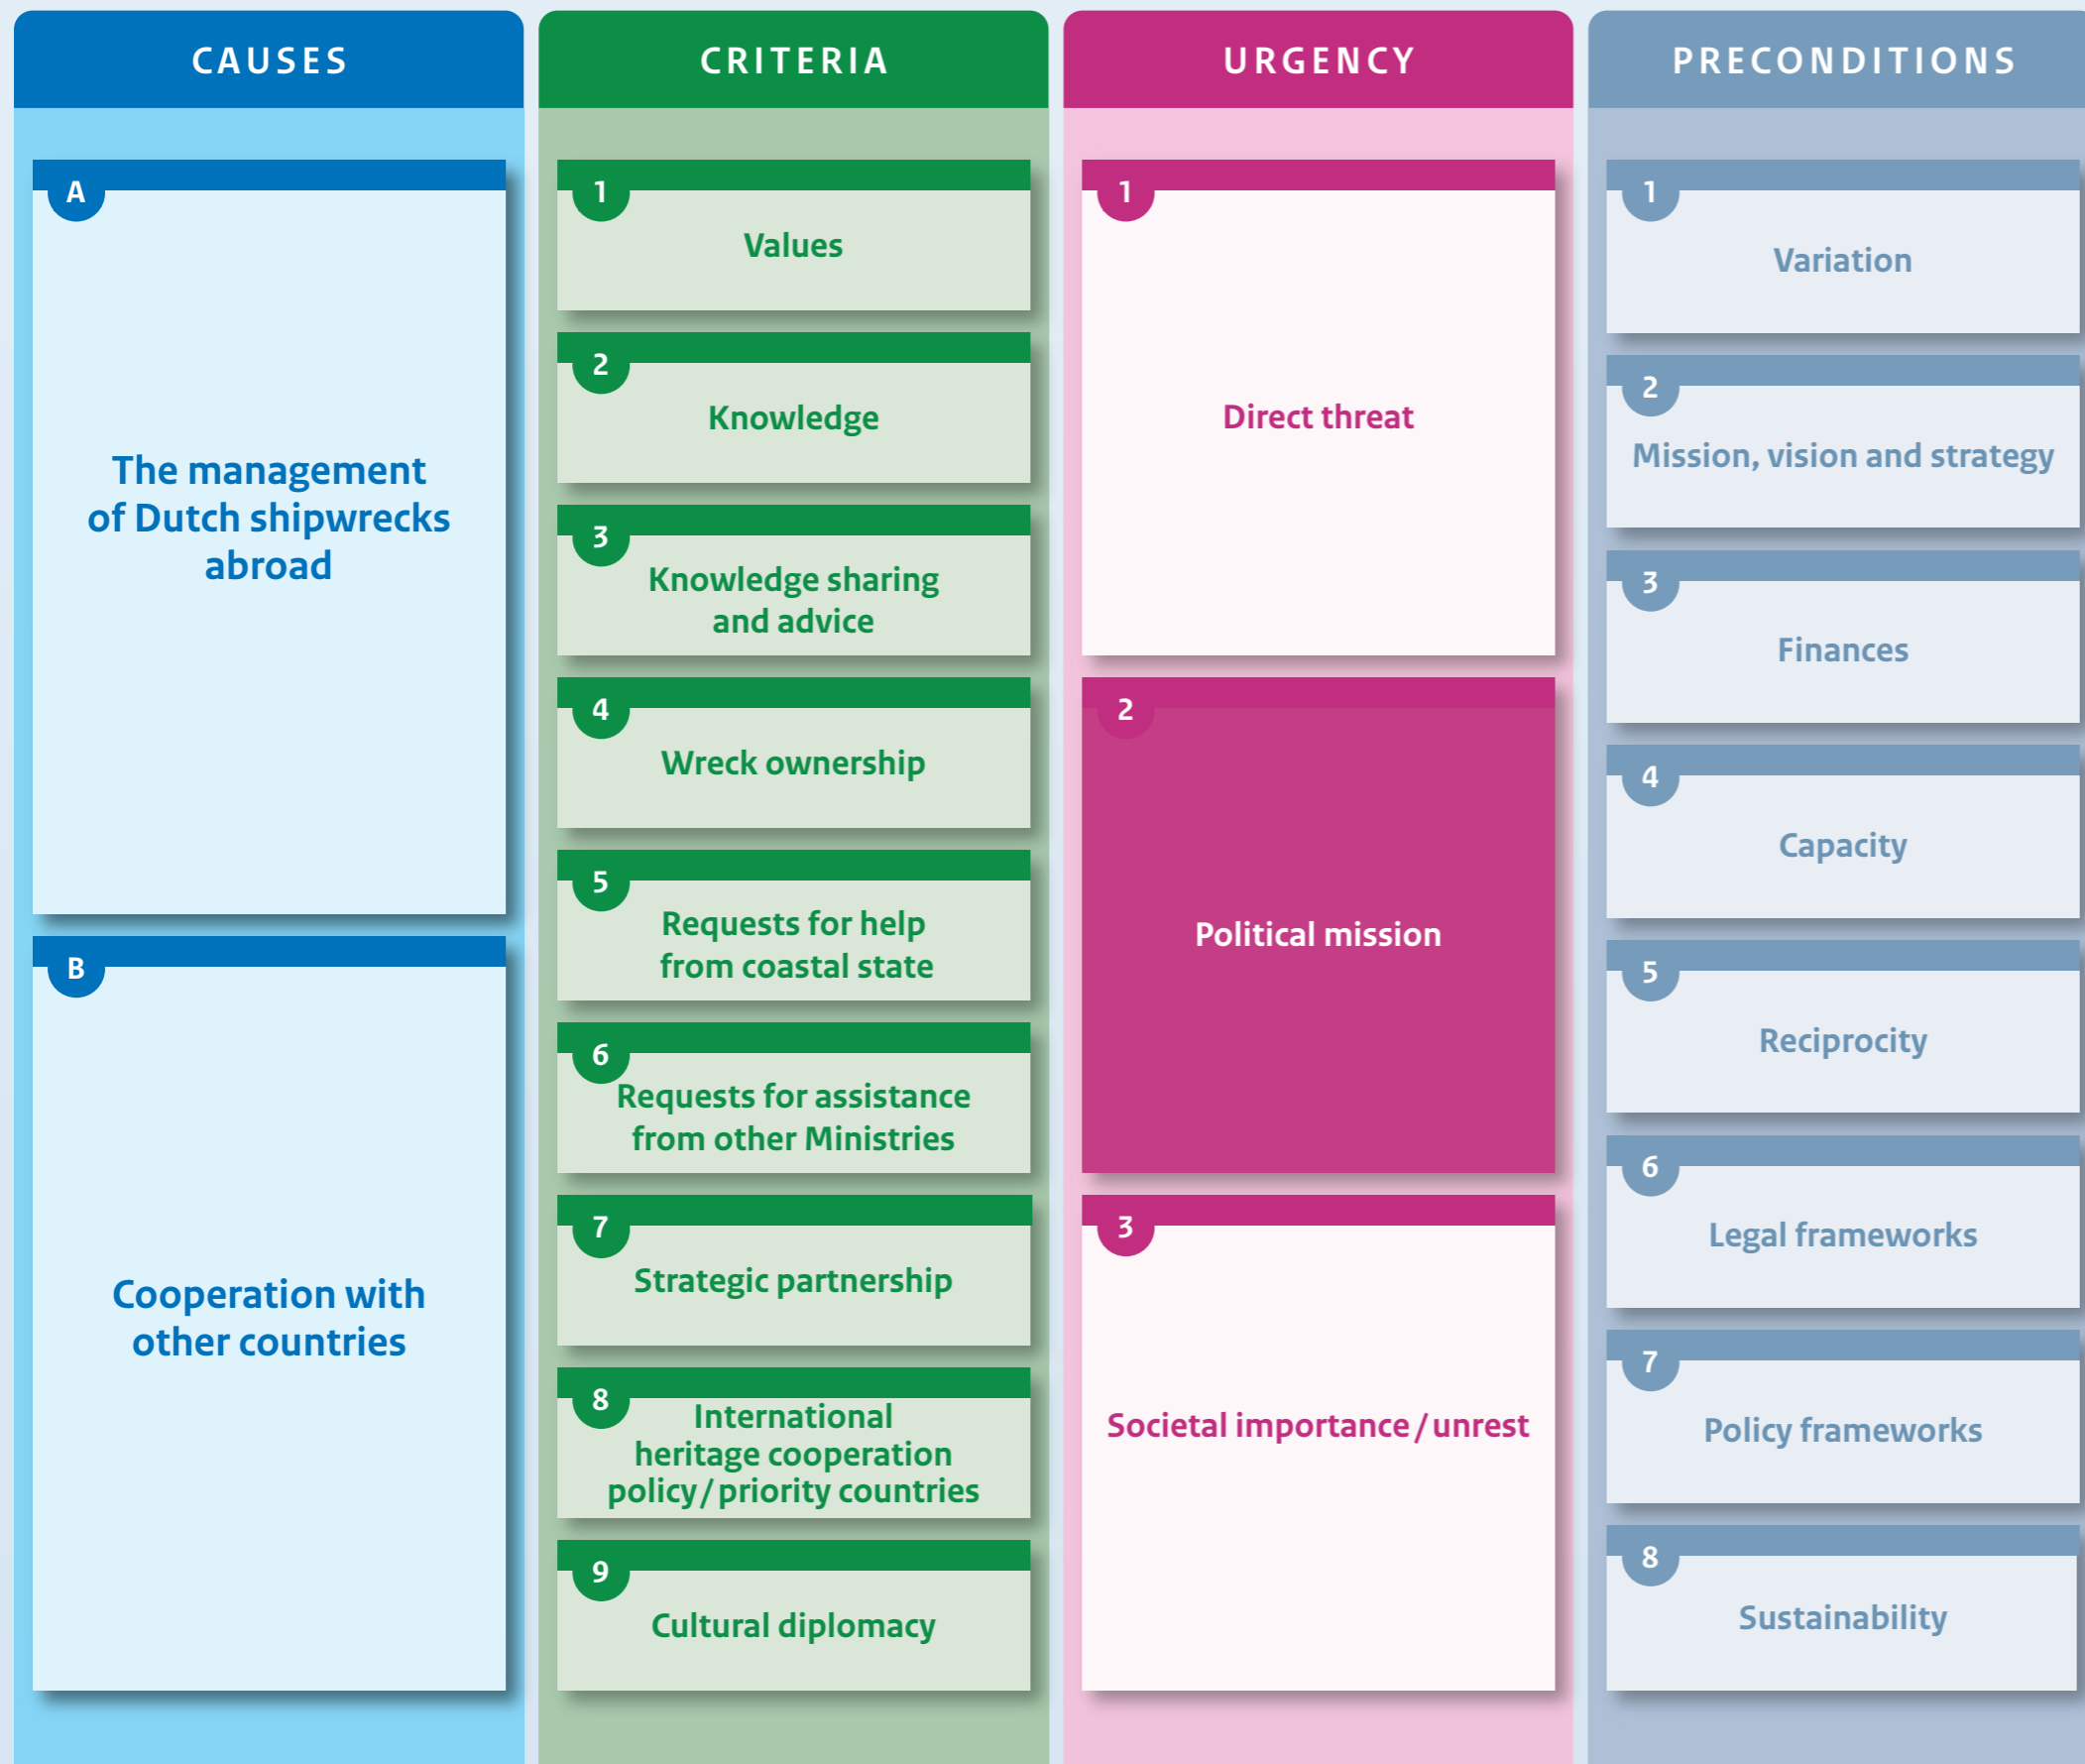 CAUSES
A
The management
of Dutch shipwrecks
abroad
B
Cooperation with
other countries
CRITERIA
1
Values
2
Knowledge
3
Knowledge sharing
and advice
4
Wreck ownership
5
Requests for help
from coastal state
6
Requests for assistance
from other Ministries
7
Strategic partnership
8
International
heritage cooperation
policy / priority countries
9
Cultural diplomacy
URGENCY
1
Direct threat
2
Political mission
3
Societal importance / unrest
PRECONDITIONS
1
Variation
2
Mission, vision and strategy
3
Finances
4
Capacity
5
Reciprocity
6
Legal frameworks
7
Policy frameworks
8
Sustainability